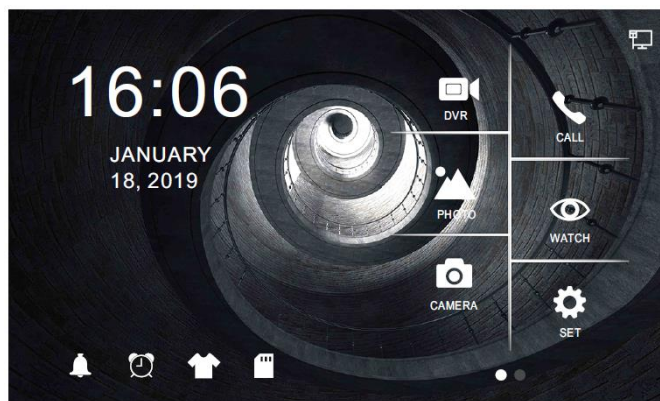 16:06
JANUARY
18, 2019
DVR
CALL
PHOTO
WATCH
CAMERA
SET